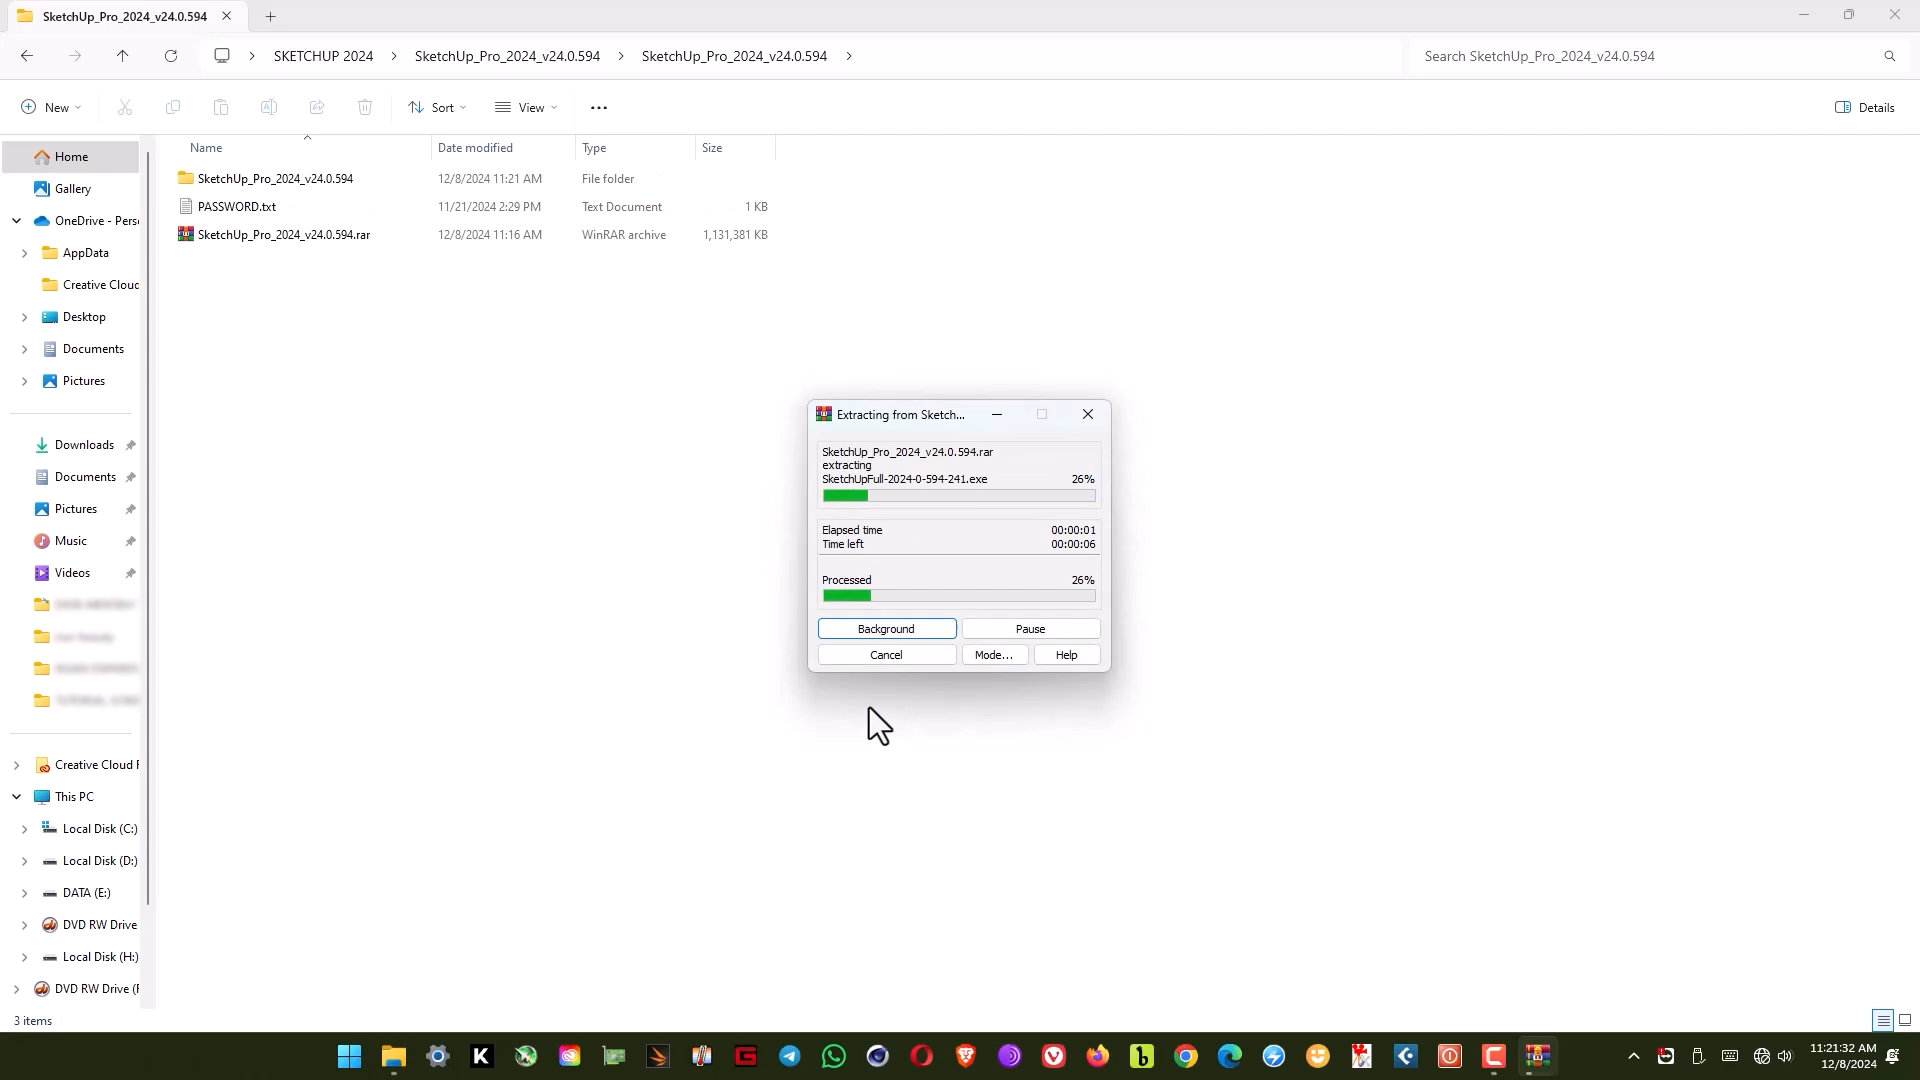 SketchUp_Pro_2024_v24.0.594
SKETCHUP 2024
SketchUp_Pro_2024_v24.0.594
SketchUp_Pro_2024_v24.0.594
Search SketchUp_Pro_2024_v24.0.594
New
Sort
View
Details
Name
Date modified
Type
Size
SketchUp_Pro_2024_v24.0.594 12/8/2024 11:21 AM File folder
PASSWORD.txt 11/21/2024 2:29 PM Text Document 1 KB
SketchUp_Pro_2024_v24.0.594.rar 12/8/2024 11:16 AM WinRAR archive 1,131,381 KB
Home
Gallery
OneDrive - Pers
AppData
Creative Cloud
Desktop
Documents
Pictures
Downloads
Documents
Pictures
Music
Videos
Creative Cloud F
This PC
Local Disk (C:)
Local Disk (D:)
DATA (E:)
DVD RW Drive
Local Disk (H:)
DVD RW Drive (F
3 items
Extracting from Sketch...
SketchUp_Pro_2024_v24.0.594.rar
extracting
SketchUpFull-2024-0-594-241.exe 26%
Elapsed time 00:00:01
Time left 00:00:06
Processed 26%
Background
Pause
Cancel
Mode...
Help
11:21:32 AM
12/8/2024